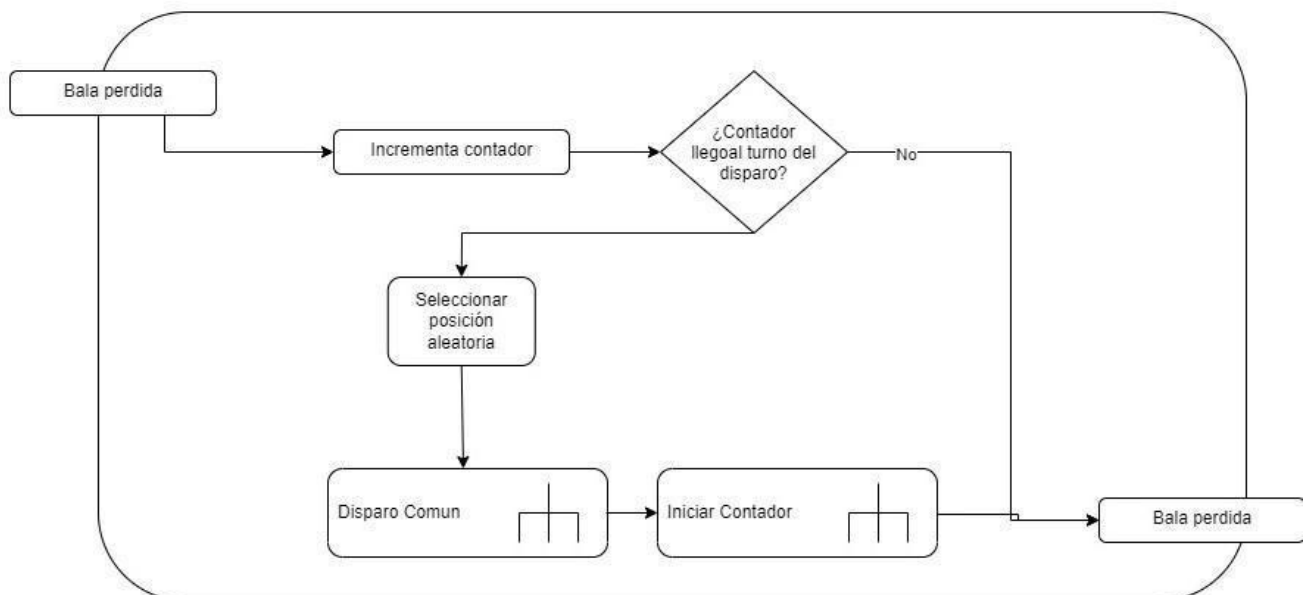 Bala perdida
Incrementa contador
¿Contador
llegoal turno del
disparo?
No
Seleccionar
posición
aleatoria
Disparo Comun
Iniciar Contador
Bala perdida